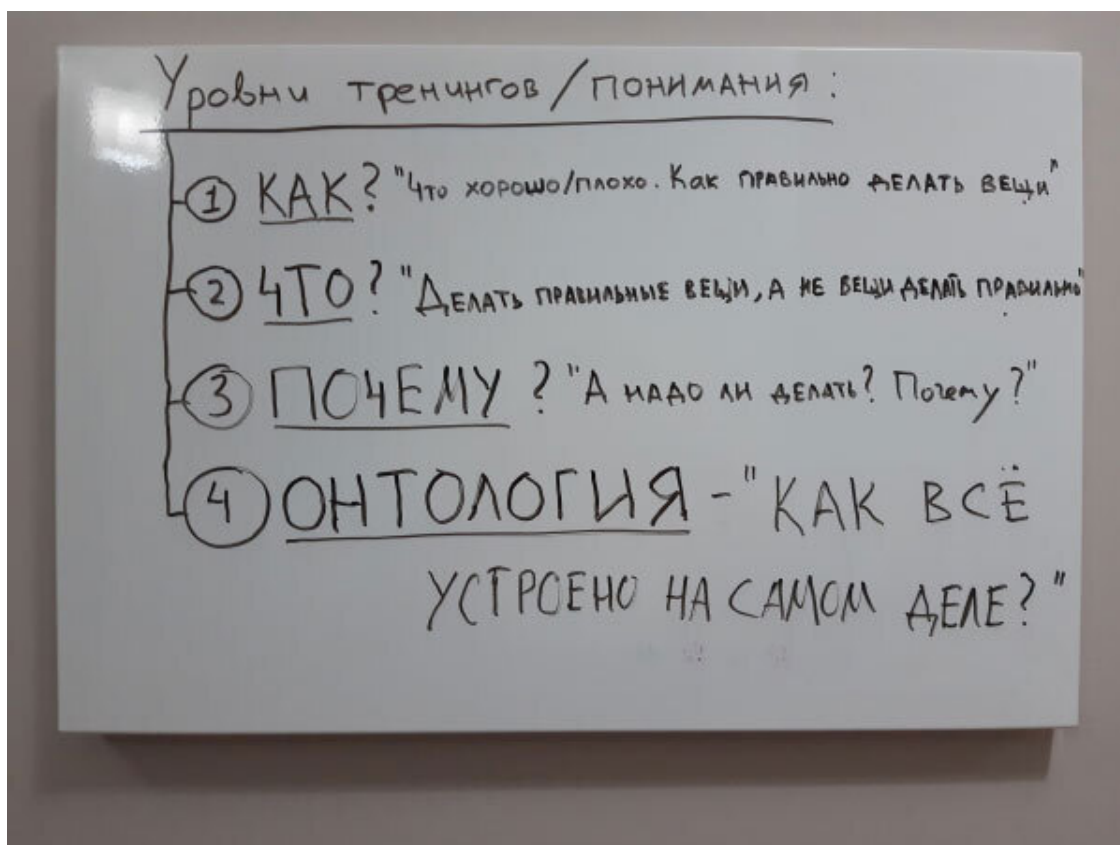 Уровни тренингов/понимания:
① КАК? "Что хорошо/плохо. Как правильно делать вещи"
② ЧТО? "Делать правильные вещи, а не вещи делать правильно"
③ ПОЧЕМУ? "А надо ли делать? Почему?"
④ ОНТОЛОГИЯ - "КАК ВСЁ
УСТРОЕНО НА САМОМ ДЕЛЕ?"